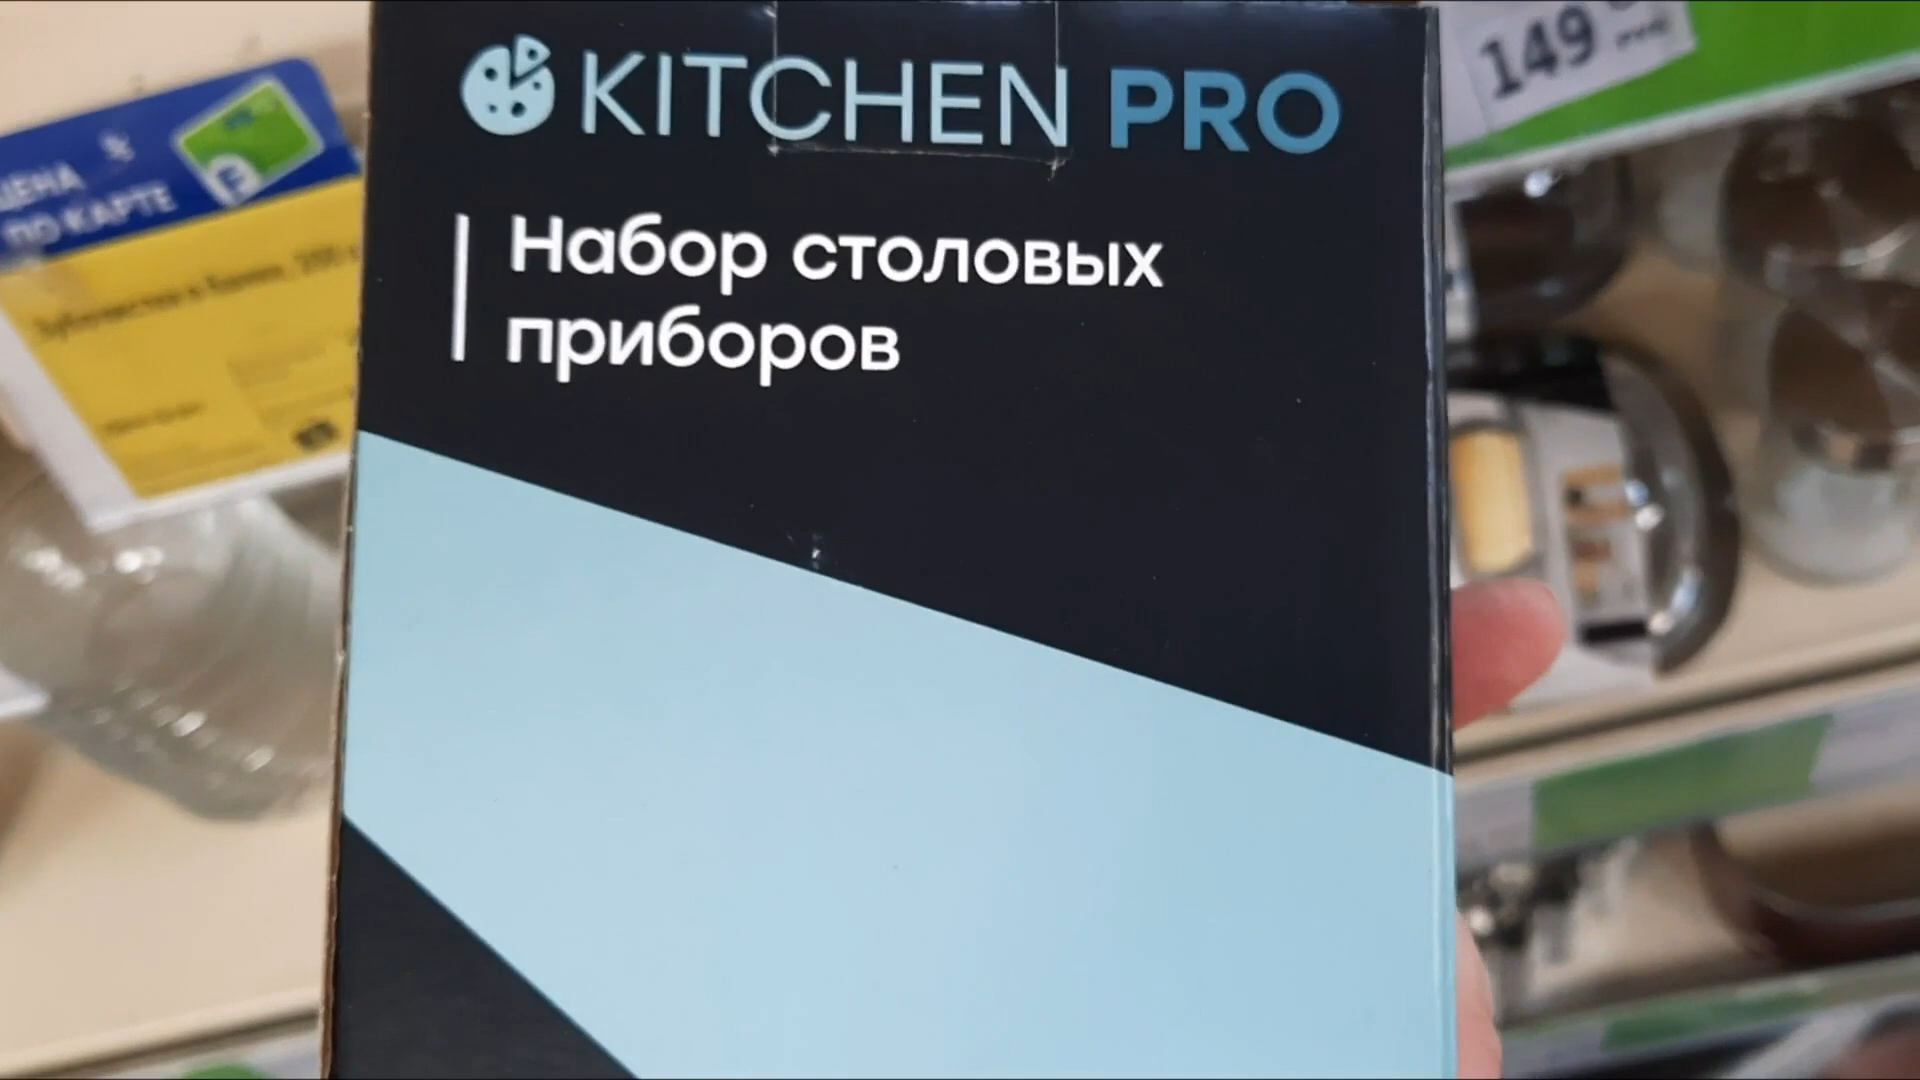 KITCHEN PRO
Набор столовых
приборов
149
ЦЕНА
ПО КАРТЕ